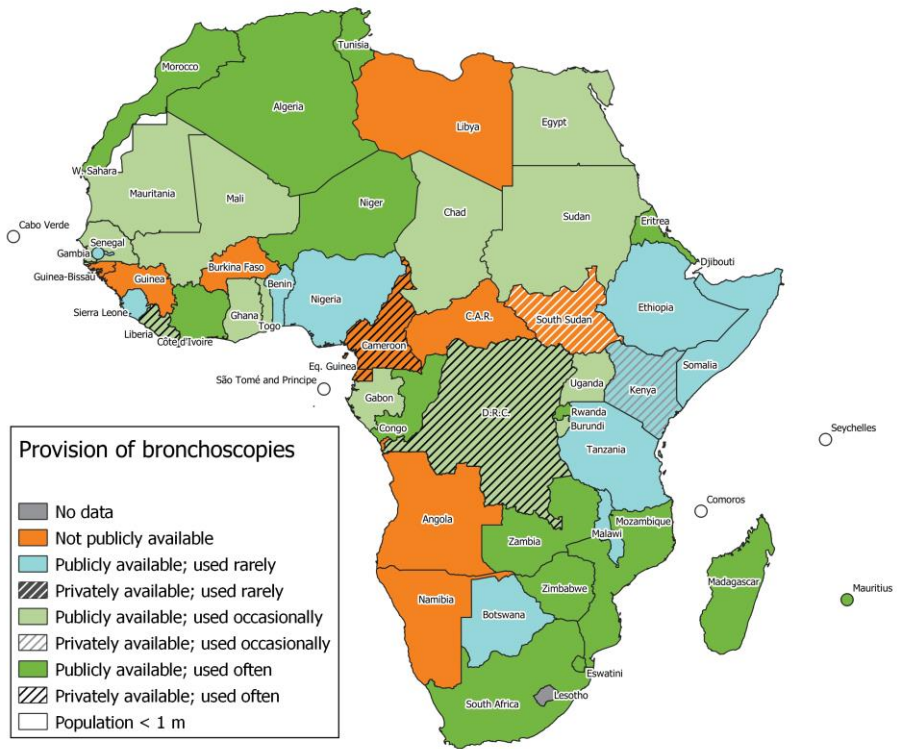 Tunisia
Morocco
Algeria
Libya
Egypt
W. Sahara
Mauritania
Mali
Niger
Chad
Sudan
Eritrea
Cabo Verde
Senegal
Gambia
Djibouti
Guinea-Bissau
Guinea
Burkina Faso
Benin
Nigeria
Ethiopia
Sierra Leone
Ghana
Togo
C.A.R.
South Sudan
Liberia
Côte d'Ivoire
Cameroon
Somalia
Eq. Guinea
Uganda
Kenya
São Tomé and Principe
Gabon
Congo
D.R.C.
Rwanda
Burundi
Seychelles
Tanzania
Comoros
Angola
Malawi
Mozambique
Zambia
Madagascar
Mauritius
Zimbabwe
Namibia
Botswana
Eswatini
South Africa
Lesotho
Provision of bronchoscopies
No data
Not publicly available
Publicly available; used rarely
Privately available; used rarely
Publicly available; used occasionally
Privately available; used occasionally
Publicly available; used often
Privately available; used often
Population < 1 m